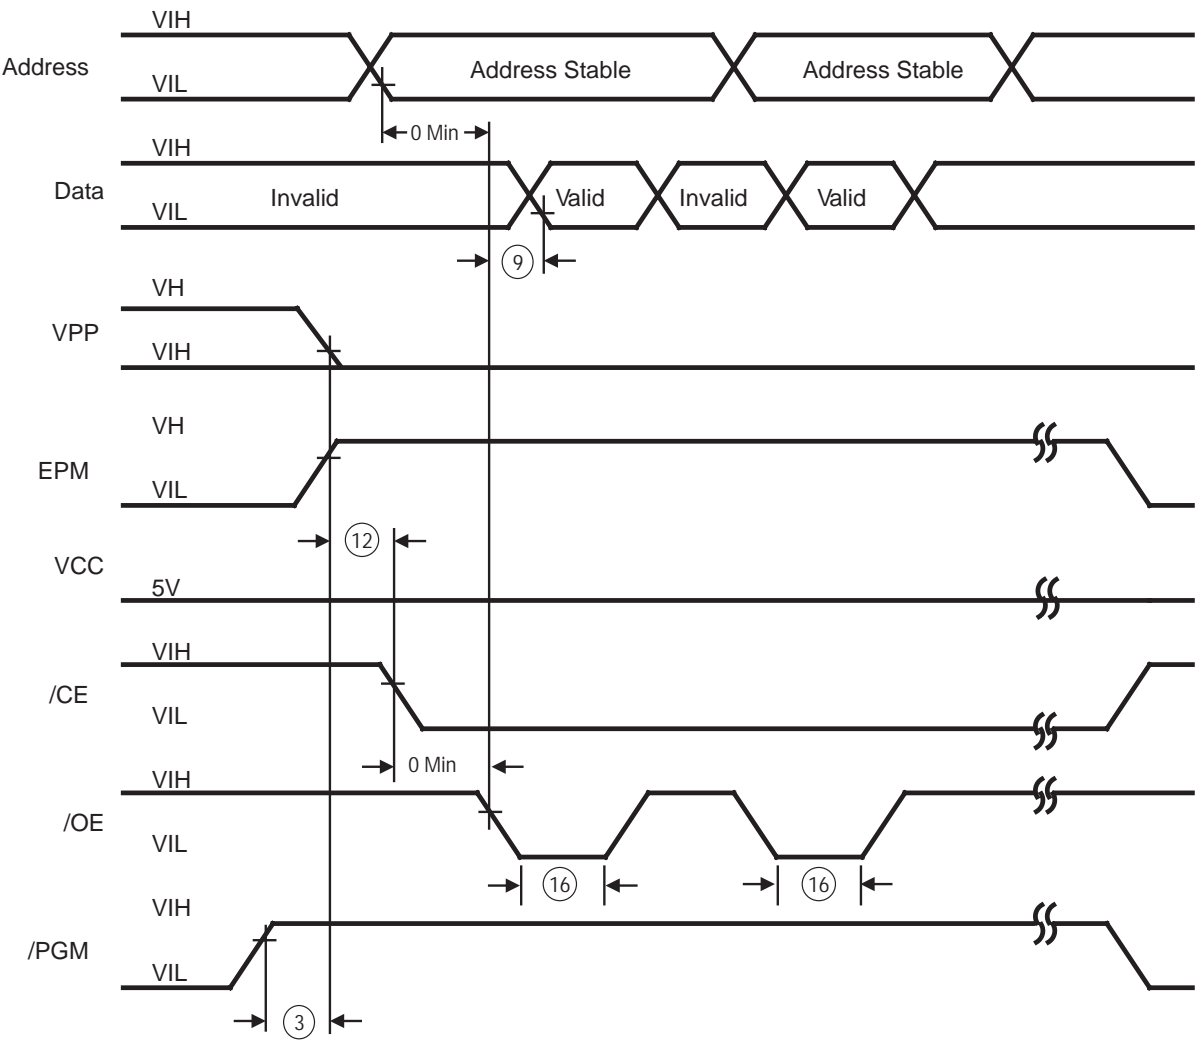 VIH
Address
VIL
Address Stable
Address Stable
0 Min
VIH
Data
VIL
Invalid
Valid
Invalid
Valid
9
VH
VPP
VIH
VH
EPM
VIL
12
VCC
5V
VIH
/CE
VIL
0 Min
VIH
/OE
VIL
16
16
VIH
/PGM
VIL
3